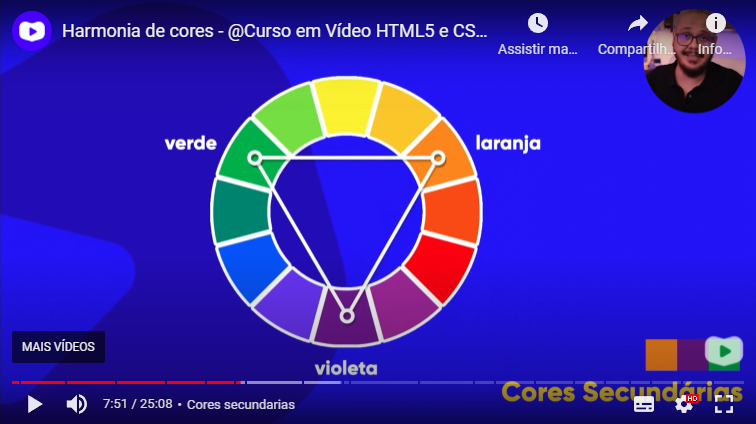 Harmonia de cores - @Curso em Vídeo HTML5 e CS...
Assistir ma...
Compartilh...
Info...
verde
laranja
violeta
MAIS VÍDEOS
Cores Secundárias
7:51 / 25:08 • Cores secundarias
HD